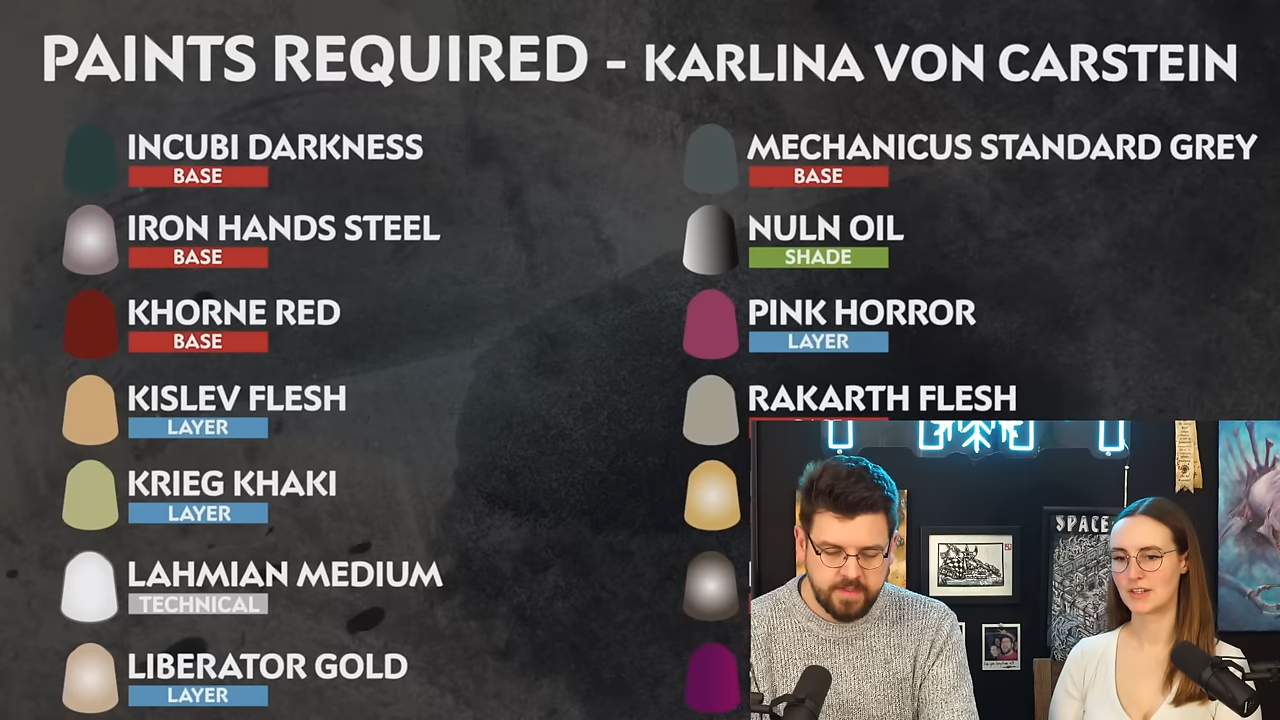 PAINTS REQUIRED - KARLINA VON CARSTEIN
INCUBI DARKNESS
BASE
IRON HANDS STEEL
BASE
KHORNE RED
BASE
KISLEV FLESH
LAYER
KRIEG KHAKI
LAYER
LAHMIAN MEDIUM
TECHNICAL
LIBERATOR GOLD
LAYER
MECHANICUS STANDARD GREY
BASE
NULN OIL
SHADE
PINK HORROR
LAYER
RAKARTH FLESH
SPACE